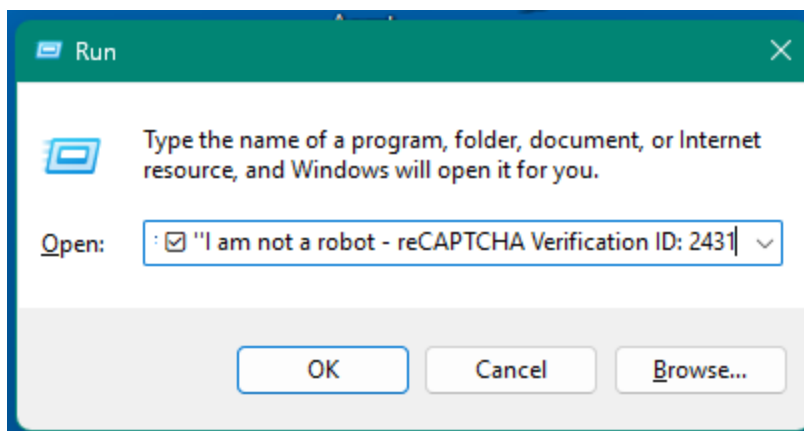 Run
Type the name of a program, folder, document, or Internet
resource, and Windows will open it for you.
Open:
: ☑ "I am not a robot - reCAPTCHA Verification ID: 2431
OK
Cancel
Browse...